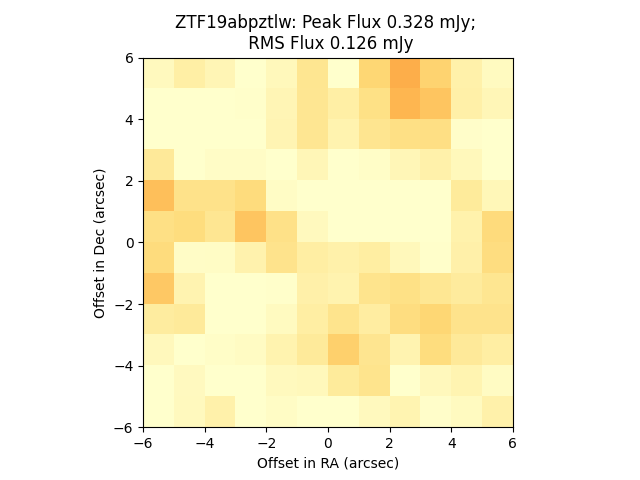 ZTF19abpztlw: Peak Flux 0.328 mJy;
RMS Flux 0.126 mJy
6
4
2
0
−2
−4
−6
Offset in Dec (arcsec)
−6 −4 −2 0 2 4 6
Offset in RA (arcsec)